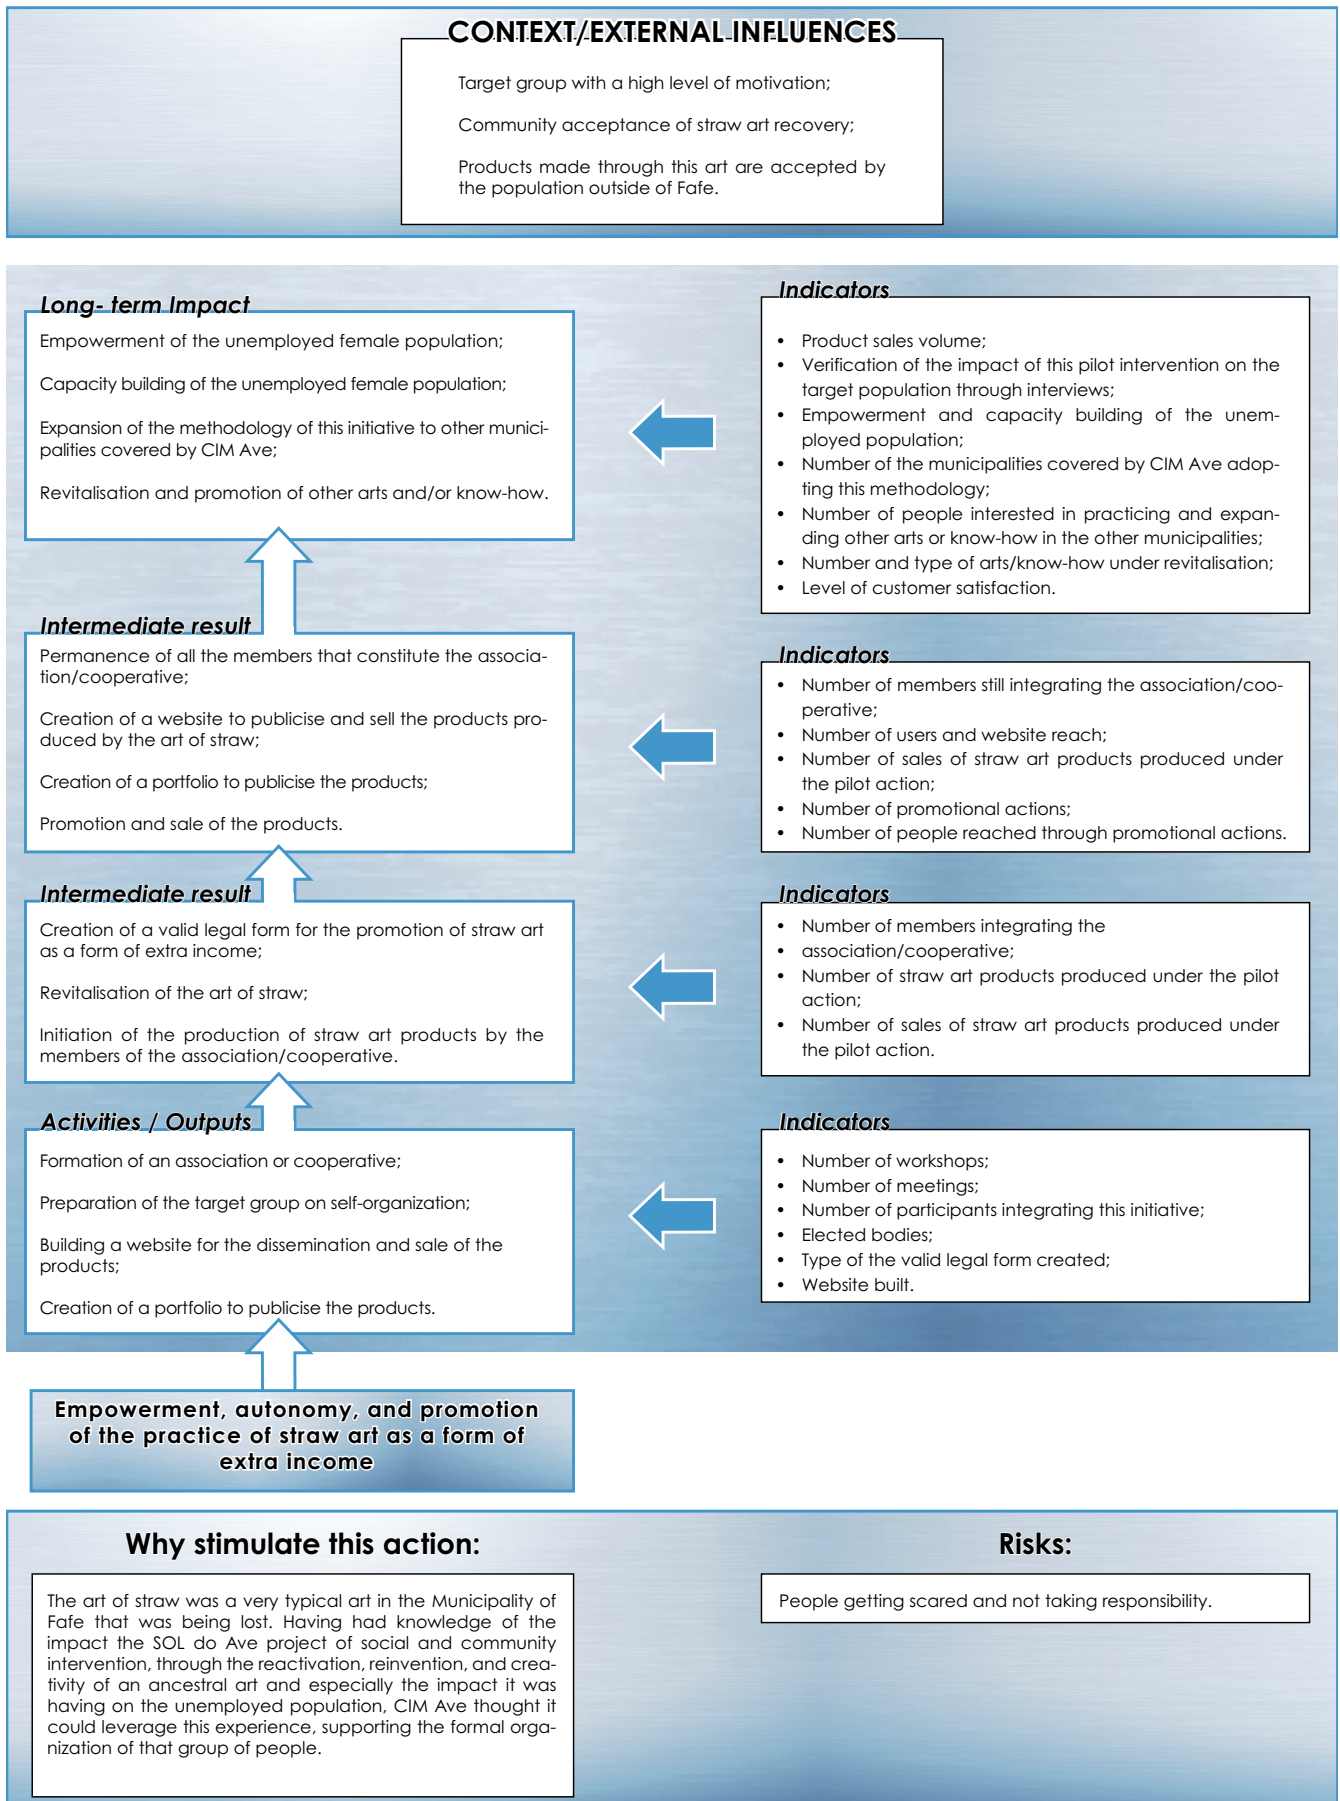 CONTEXT/EXTERNAL INFLUENCES
Target group with a high level of motivation;
Community acceptance of straw art recovery;
Products made through this art are accepted by
the population outside of Fafe.
Long- term Impact
Empowerment of the unemployed female population;
Capacity building of the unemployed female population;
Expansion of the methodology of this initiative to other munici-
palities covered by CIM Ave;
Revitalisation and promotion of other arts and/or know-how.
Indicators
• Product sales volume;
• Verification of the impact of this pilot intervention on the
target population through interviews;
• Empowerment and capacity building of the unem-
ployed population;
• Number of the municipalities covered by CIM Ave adop-
ting this methodology;
• Number of people interested in practicing and expan-
ding other arts or know-how in the other municipalities;
• Number and type of arts/know-how under revitalisation;
• Level of customer satisfaction.
Intermediate result
Permanence of all the members that constitute the associa-
tion/cooperative;
Creation of a website to publicise and sell the products pro-
duced by the art of straw;
Creation of a portfolio to publicise the products;
Promotion and sale of the products.
Indicators
• Number of members still integrating the association/coo-
perative;
• Number of users and website reach;
• Number of sales of straw art products produced under
the pilot action;
• Number of promotional actions;
• Number of people reached through promotional actions.
Intermediate result
Creation of a valid legal form for the promotion of straw art
as a form of extra income;
Revitalisation of the art of straw;
Initiation of the production of straw art products by the
members of the association/cooperative.
Indicators
• Number of members integrating the
• association/cooperative;
• Number of straw art products produced under the pilot
action;
• Number of sales of straw art products produced under
the pilot action.
Activities / Outputs
Formation of an association or cooperative;
Preparation of the target group on self-organization;
Building a website for the dissemination and sale of the
products;
Creation of a portfolio to publicise the products.
Indicators
• Number of workshops;
• Number of meetings;
• Number of participants integrating this initiative;
• Elected bodies;
• Type of the valid legal form created;
• Website built.
Empowerment, autonomy, and promotion
of the practice of straw art as a form of
extra income
Why stimulate this action:
The art of straw was a very typical art in the Municipality of
Fafe that was being lost. Having had knowledge of the
impact the SOL do Ave project of social and community
intervention, through the reactivation, reinvention, and crea-
tivity of an ancestral art and especially the impact it was
having on the unemployed population, CIM Ave thought it
could leverage this experience, supporting the formal orga-
nization of that group of people.
Risks:
People getting scared and not taking responsibility.